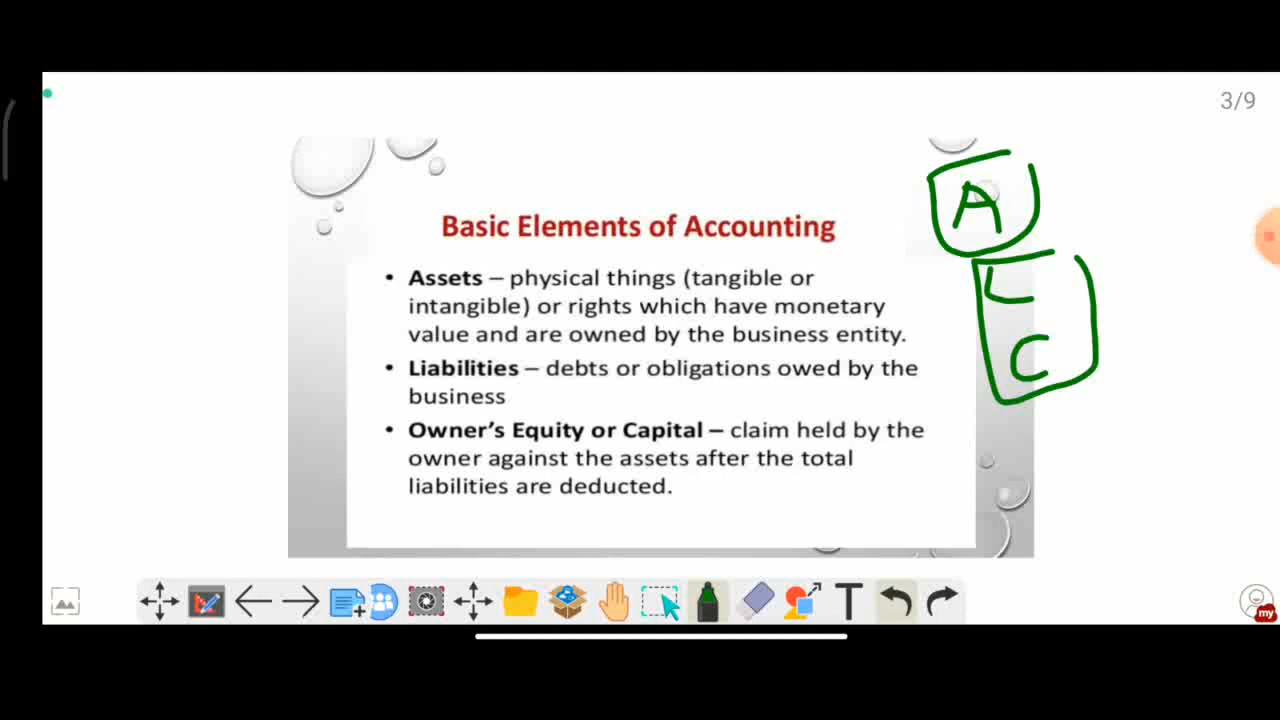 3/9
A
Basic Elements of Accounting
• Assets – physical things (tangible or
intangible) or rights which have monetary
value and are owned by the business entity.
• Liabilities – debts or obligations owed by the
business
• Owner's Equity or Capital – claim held by the
owner against the assets after the total
liabilities are deducted.
L
C
T
my